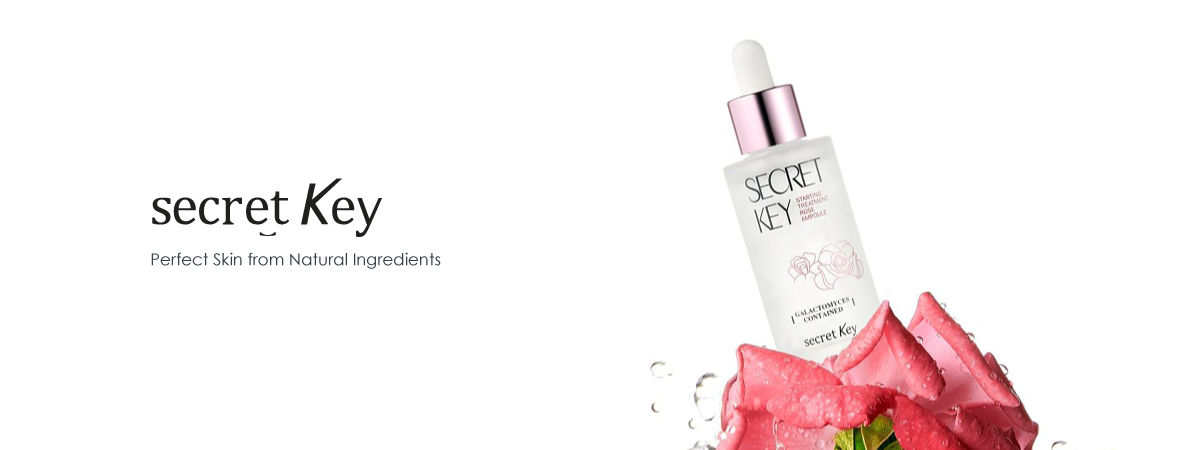 secret Key
Perfect Skin from Natural Ingredients
SECRET
KEY
STARTING
TREATMENT
ROSE
AMPOULE
GALACTOMYCES
CONTAINED
secret Key